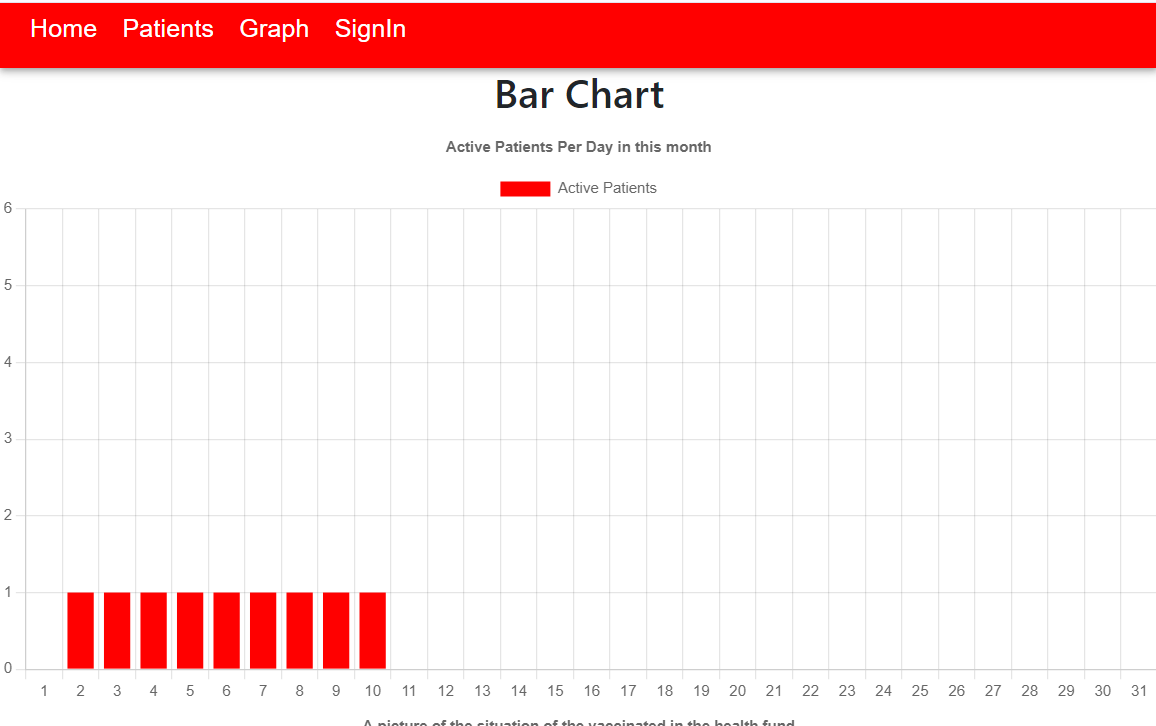 Home Patients Graph SignIn
Bar Chart
Active Patients Per Day in this month
Active Patients
6
5
4
3
2
1
0
1 2 3 4 5 6 7 8 9 10 11 12 13 14 15 16 17 18 19 20 21 22 23 24 25 26 27 28 29 30 31
A picture of the situation of the vaccinated in the health fund